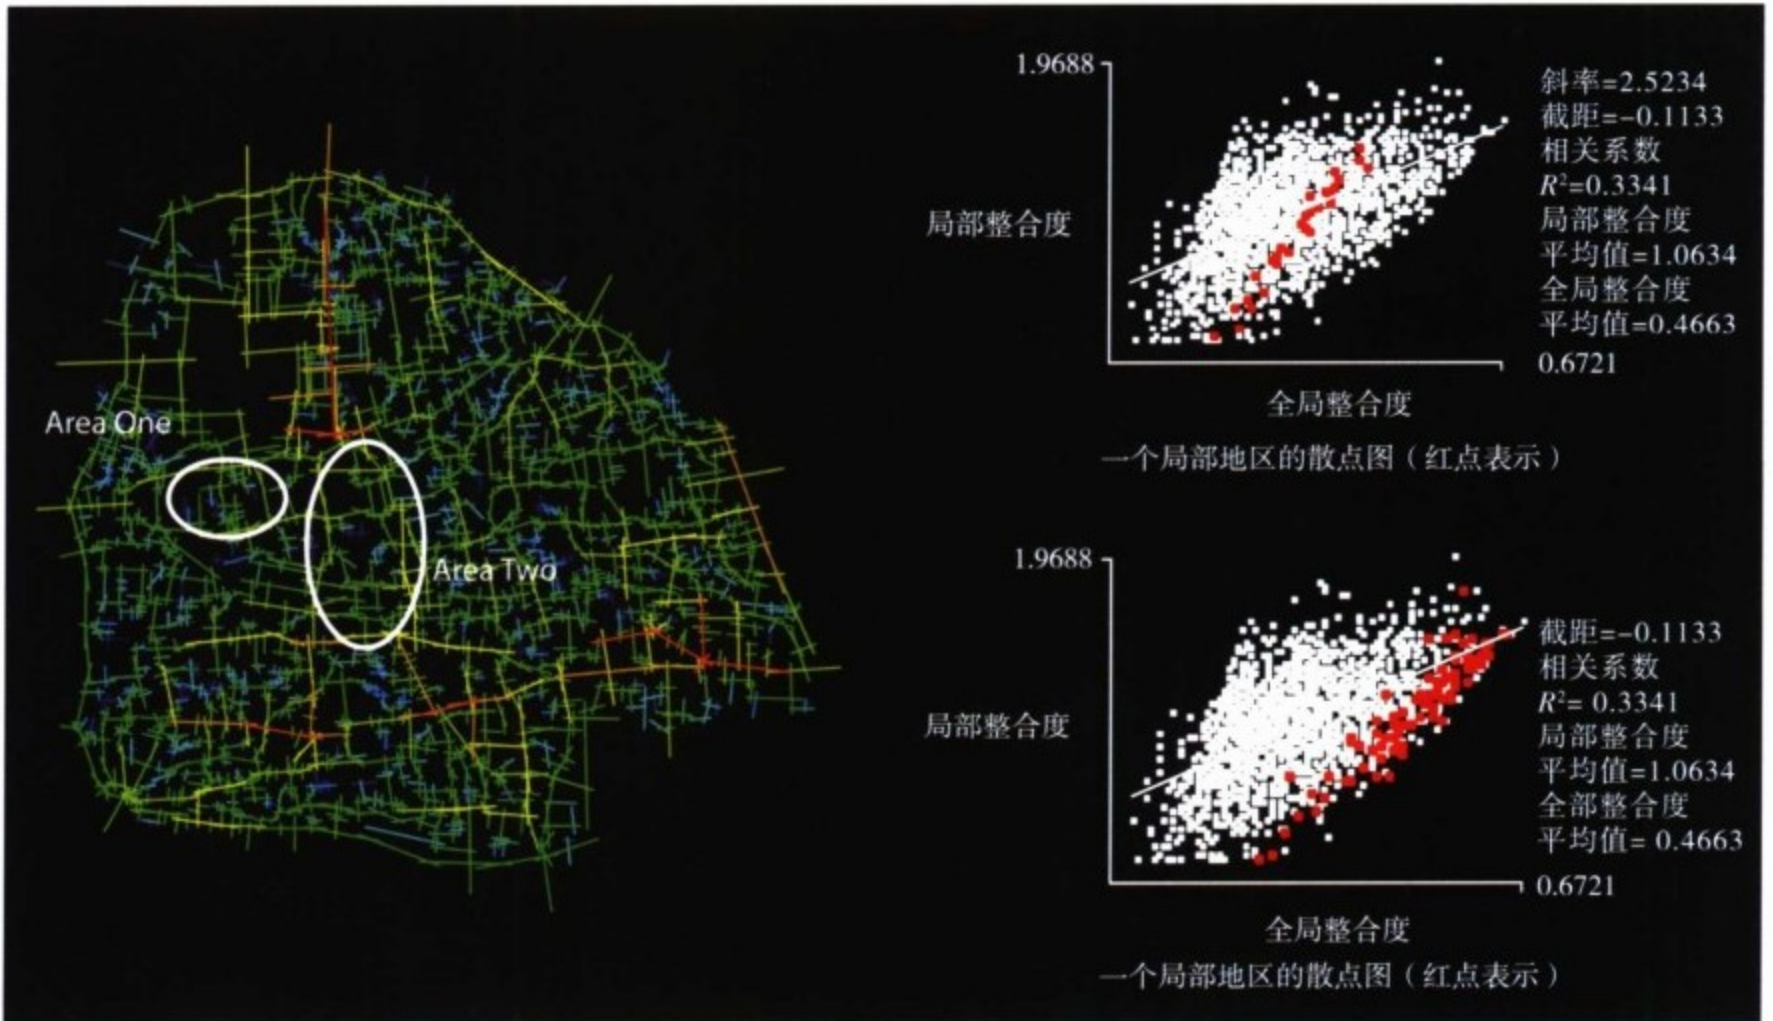 Area One
Area Two
1.9688
局部整合度
斜率=2.5234
截距=-0.1133
相关系数
R²=0.3341
局部整合度
平均值=1.0634
全局整合度
平均值=0.4663
0.6721
全局整合度
一个局部地区的散点图（红点表示）
1.9688
局部整合度
截距=-0.1133
相关系数
R²= 0.3341
局部整合度
平均值=1.0634
全部整合度
平均值= 0.4663
0.6721
全局整合度
一个局部地区的散点图（红点表示）